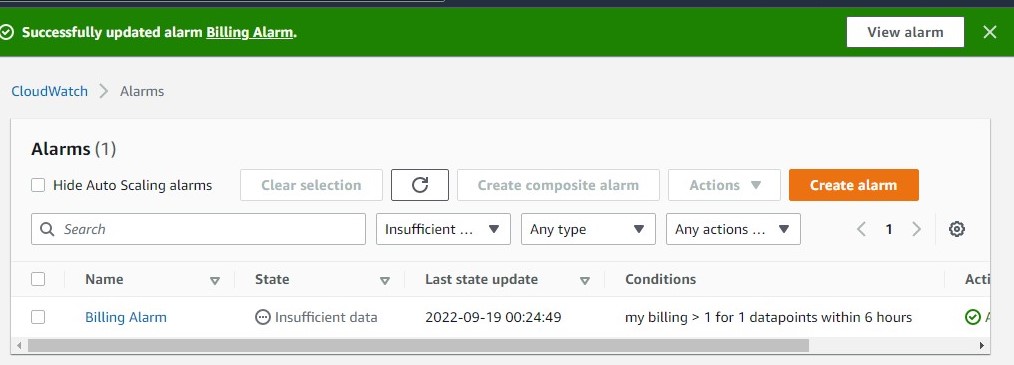 Successfully updated alarm Billing Alarm.
View alarm
CloudWatch
Alarms
Alarms (1)
Hide Auto Scaling alarms
Clear selection
Create composite alarm
Actions
Create alarm
Search
Insufficient ...
Any type
Any actions ...
1
Name
State
Last state update
Conditions
Acti
Billing Alarm
Insufficient data
2022-09-19 00:24:49
my billing > 1 for 1 datapoints within 6 hours